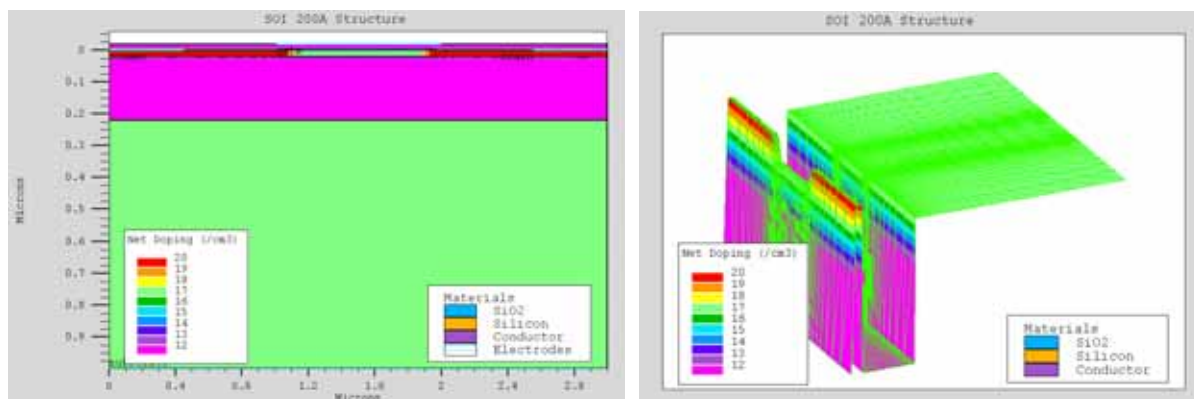 SOI 200A Structure
0
0.1
0.2
0.3
0.4
0.5
0.6
0.7
0.8
0.9
Microns
Net Doping (/cm3)
20
19
18
17
16
15
14
13
12
Materials
SiO2
Silicon
Conductor
Electrodes
0
0.4
0.8
1.2
1.6
2
2.4
2.8
Microns
SOI 200A Structure
Net Doping (/cm3)
20
19
18
17
16
15
14
13
12
Materials
SiO2
Silicon
Conductor